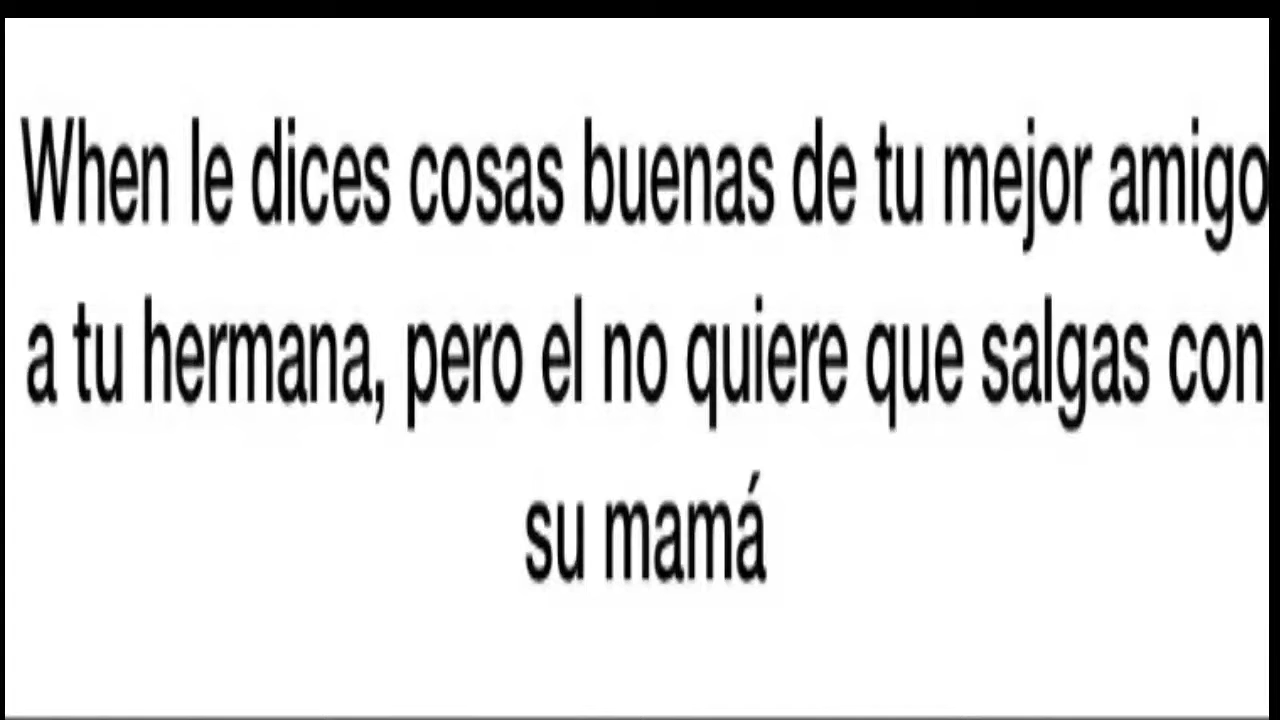 When le dices cosas buenas de tu mejor amigo
a tu hermana, pero el no quiere que salgas con
su mamá